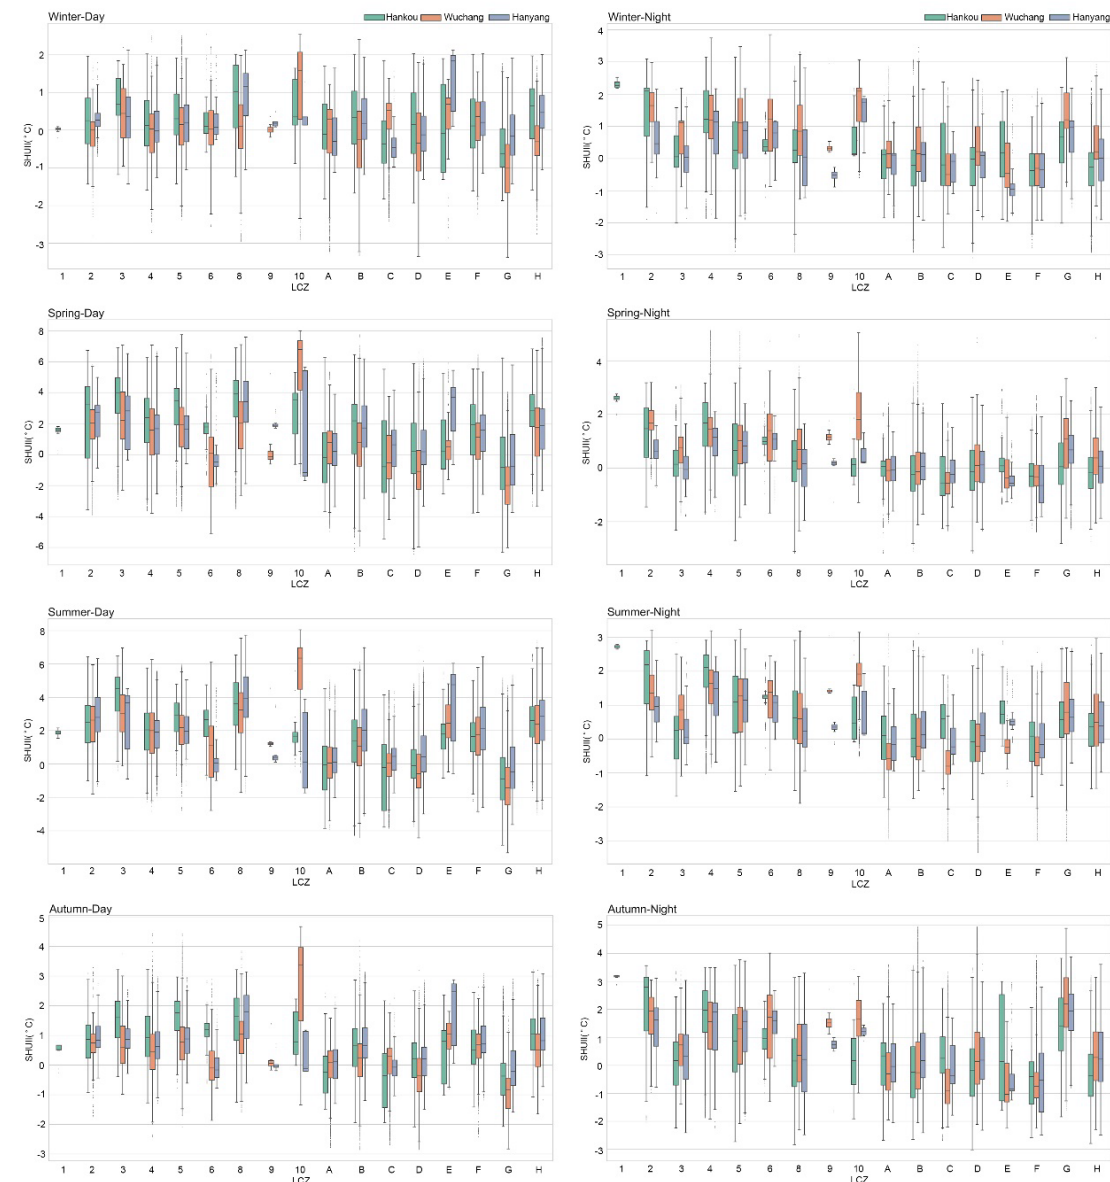 Winter-Day Hankou Wuchang Hanyang
SHUII(°C)
2
1
0
-1
-2
-3
1 2 3 4 5 6 8 9 10 A B C D E F G H
LCZ
Winter-Night Hankou Wuchang Hanyang
SHUII(°C)
4
3
2
1
0
-1
-2
-3
1 2 3 4 5 6 8 9 10 A B C D E F G H
LCZ
Spring-Day
SHUII(°C)
8
6
4
2
0
-2
-4
-6
1 2 3 4 5 6 8 9 10 A B C D E F G H
LCZ
Spring-Night
SHUII(°C)
4
2
0
-2
1 2 3 4 5 6 8 9 10 A B C D E F G H
LCZ
Summer-Day
SHUII(°C)
8
6
4
2
0
-2
-4
1 2 3 4 5 6 8 9 10 A B C D E F G H
LCZ
Summer-Night
SHUII(°C)
3
2
1
0
-1
-2
-3
1 2 3 4 5 6 8 9 10 A B C D E F G H
LCZ
Autumn-Day
SHUII(°C)
5
4
3
2
1
0
-1
-2
-3
1 2 3 4 5 6 8 9 10 A B C D E F G H
LCZ
Autumn-Night
SHUII(°C)
5
4
3
2
1
0
-1
-2
-3
1 2 3 4 5 6 8 9 10 A B C D E F G H
LCZ